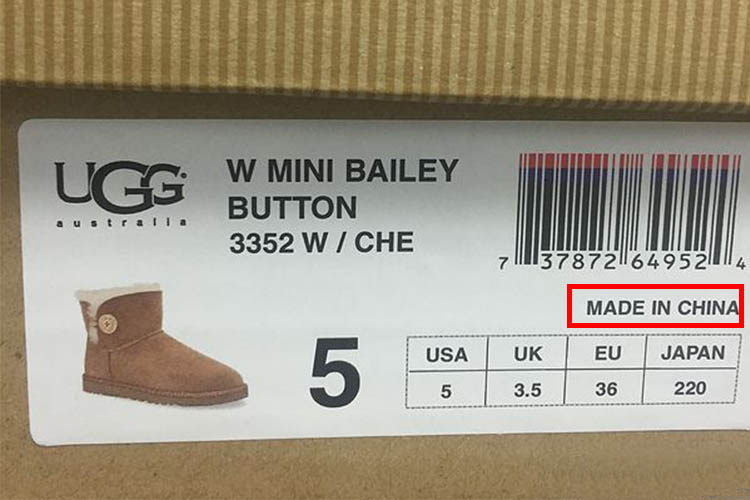 UGG
australia
W MINI BAILEY
BUTTON
3352 W / CHE
7 37872 64952 4
MADE IN CHINA
5
USA UK EU JAPAN
5 3.5 36 220